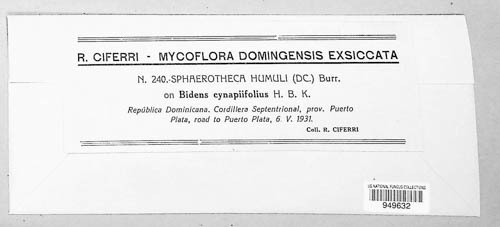 R. CIFERRI - MYCOFLORA DOMINGENSIS EXSICCATA
N. 240.-SPHAEROTHECA HUMULI (DC.) Burr.
on Bidens cynapiifolius H. B. K.
República Dominicana. Cordillera Septentrional, prov. Puerto
Plata, road to Puerto Plata, 6. V. 1931.
Coll. R. CIFERRI
US NATIONAL FUNGUS COLLECTIONS
949632